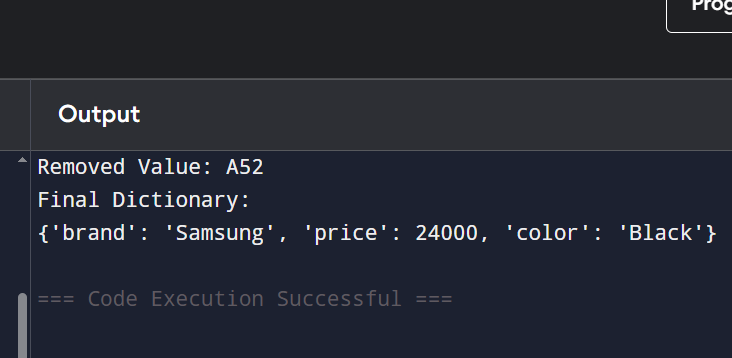 Output
Removed Value: A52
Final Dictionary:
{'brand': 'Samsung', 'price': 24000, 'color': 'Black'}
=== Code Execution Successful ===